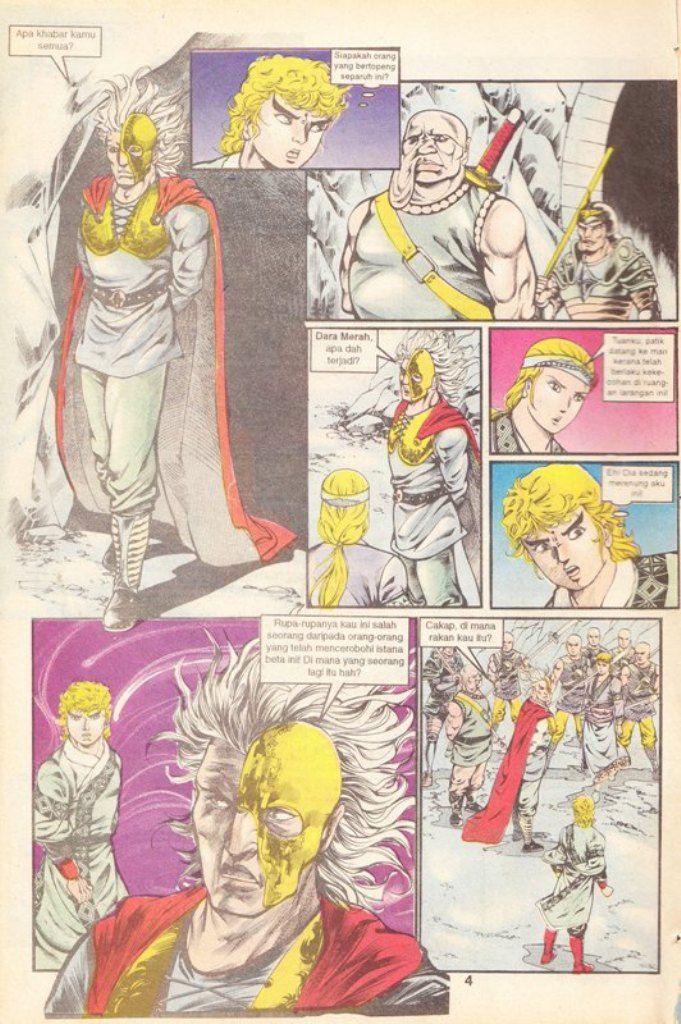 Apa khabar kamu
semua?
Siapakah orang
yang bertopeng
separuh ini?
Dara Merah,
apa dah
terjadi?
Tuanku, patik
datang ke mari
kerana telah
berlaku keke-
cohan di ruang-
an larangan ini!
Eh! Dia sedang
merenung aku
ini!
Rupa-rupanya kau ini salah
seorang daripada orang-orang
yang telah mencerobohi istana
beta ini! Di mana yang seorang
lagi itu hah?
Cakap, di mana
rakan kau itu?
4